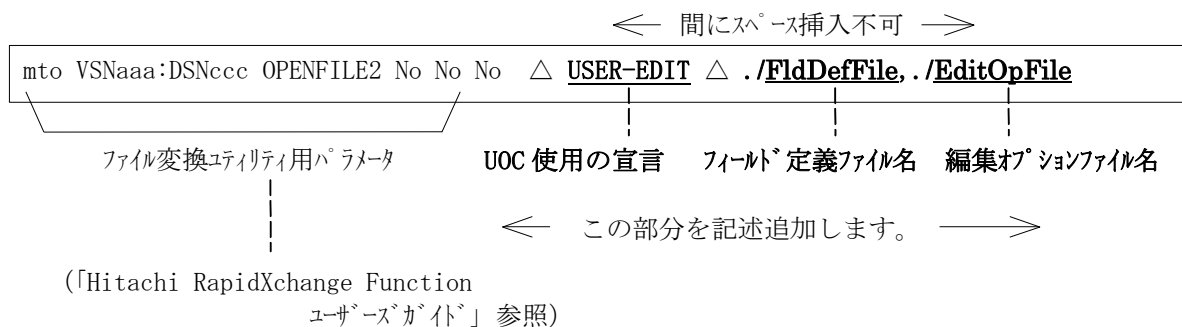 ← 間にｽﾍﾟｰｽ挿入不可 →
mto VSNaaa:DSNccc OPENFILE2 No No No △ USER-EDIT △ ./FldDefFile,./EditOpFile
ファイル変換ﾕﾃｨﾘﾃｨ用ﾊﾟﾗﾒｰﾀ UOC 使用の宣言 ﾌｨｰﾙﾄﾞ定義ﾌｧｲﾙ名 編集ｵﾌﾟｼｮﾝﾌｧｲﾙ名
← この部分を記述追加します。 →
(「Hitachi RapidXchange Function
ﾕｰｻﾞｰｽﾞｶﾞｲﾄﾞ」参照)